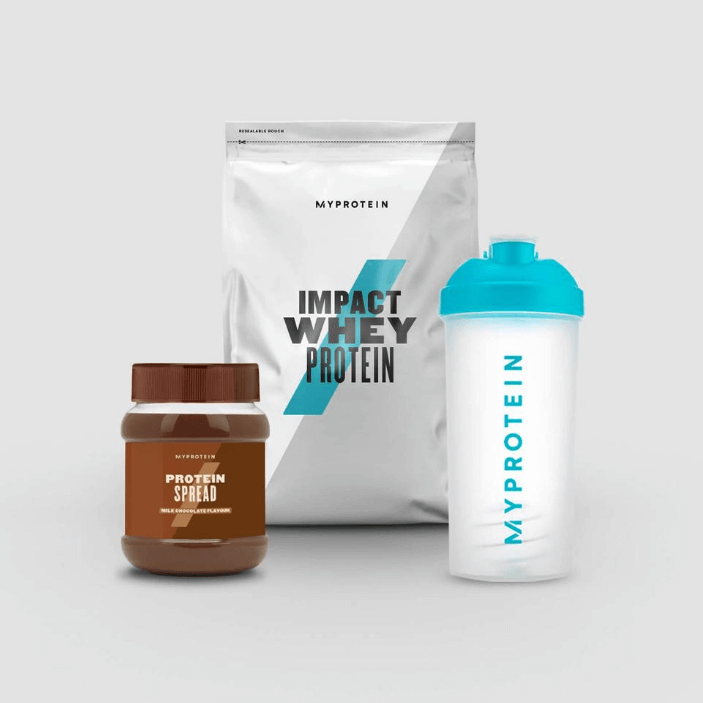 RESEALABLE POUCH
MYPROTEIN
IMPACT
WHEY
PROTEIN
MYPROTEIN
PROTEIN
SPREAD
MILK CHOCOLATE FLAVOUR
MYPROTEIN